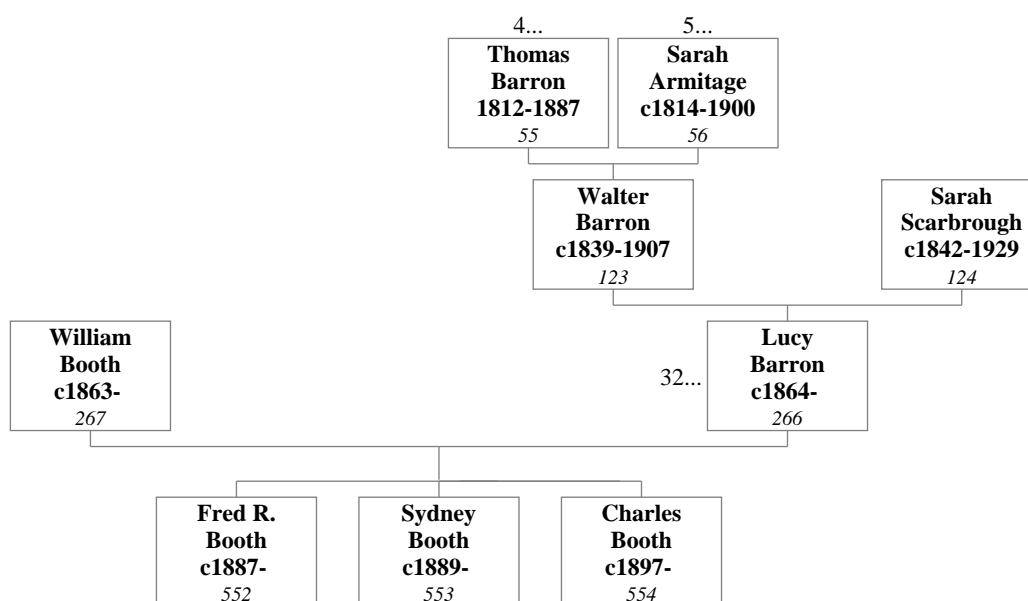 4...
5...
Thomas
Barron
1812-1887
55
Sarah
Armitage
c1814-1900
56
Walter
Barron
c1839-1907
123
Sarah
Scarbrough
c1842-1929
124
William
Booth
c1863-
267
32...
Lucy
Barron
c1864-
266
Fred R.
Booth
c1887-
552
Sydney
Booth
c1889-
553
Charles
Booth
c1897-
554